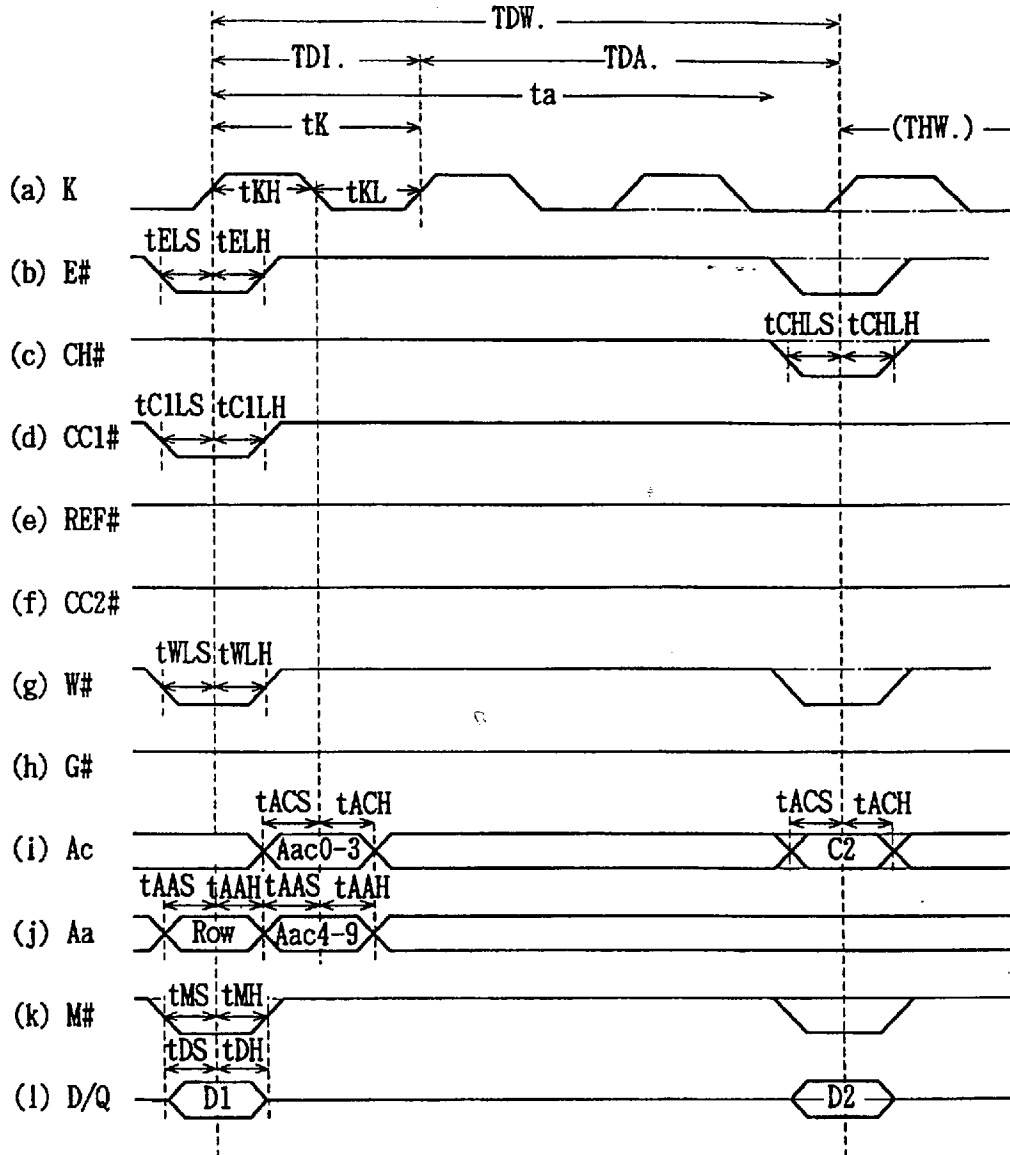 TDW.
TDI. TDA.
ta
tK (THW.)
(a) K tKH tKL
tELS tELH
(b) E#
tCHLS tCHLH
(c) CH#
tC1LS tC1LH
(d) CC1#
(e) REF#
(f) CC2#
tWLS tWLH
(g) W#
(h) G#
tACS tACH tACS tACH
(i) Ac Aac0-3 C2
tAAS tAAH tAAS tAAH
(j) Aa Row Aac4-9
(k) M# tMS tMH
tDS tDH
(l) D/Q D1 D2